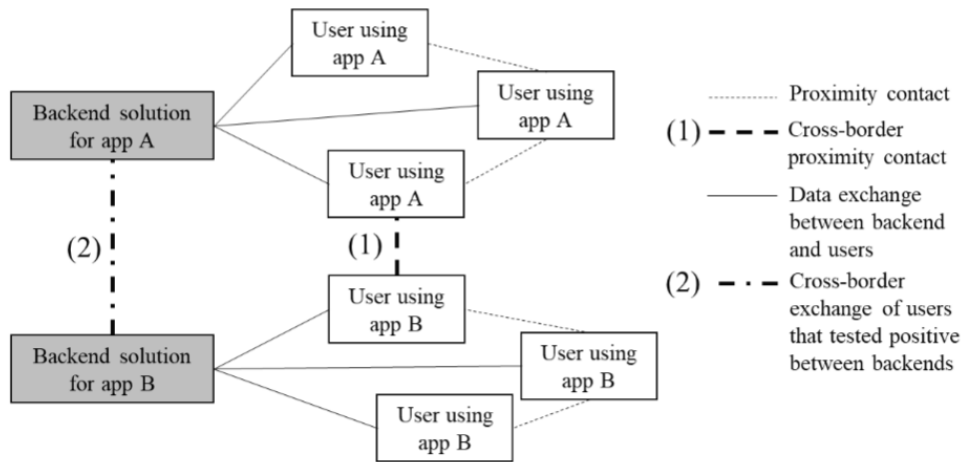 User using
app A
Backend solution
for app A
User using
app A
User using
app A
(2)
(1)
User using
app B
Backend solution
for app B
User using
app B
User using
app B
Proximity contact
(1)
Cross-border
proximity contact
Data exchange
between backend
and users
(2)
Cross-border
exchange of users
that tested positive
between backends